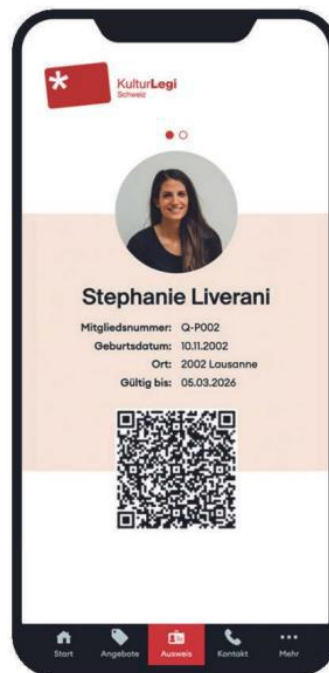 KulturLegi
Schweiz
Stephanie Liverani
Mitgliedsnummer: Q-P002
Geburtsdatum: 10.11.2002
Ort: 2002 Lausanne
Gültig bis: 05.03.2026
Start Angebote Ausweis Kontakt Mehr